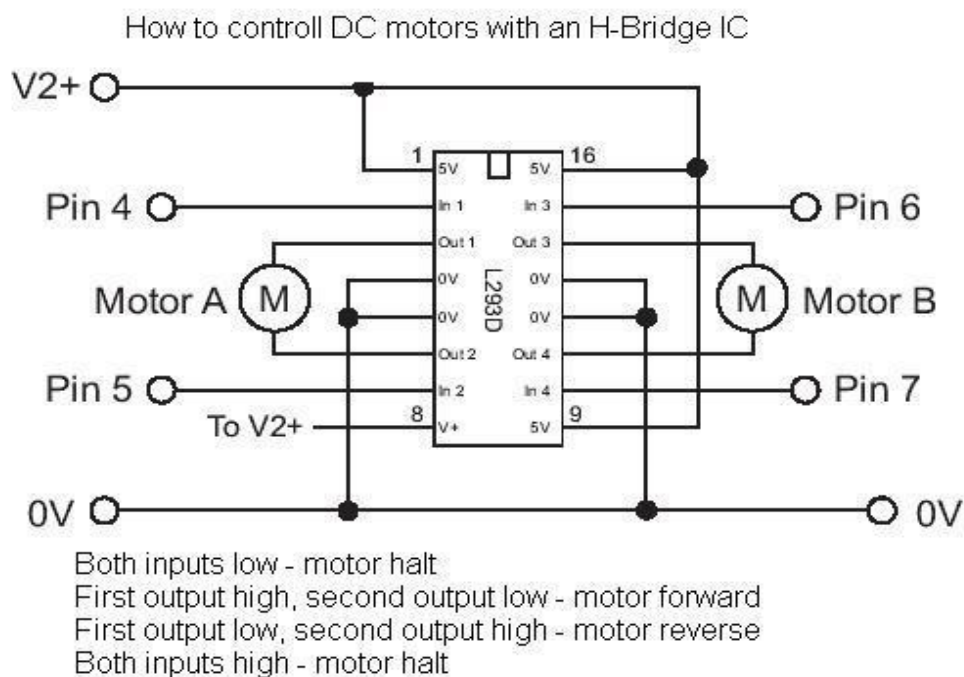 How to controll DC motors with an H-Bridge IC
V2+
1 16
5V 5V
Pin 4 In 1 In 3 Pin 6
Out 1 Out 3
0V 0V
Motor A M L293D M Motor B
0V 0V
Out 2 Out 4
Pin 5 In 2 In 4 Pin 7
To V2+ 8 V+ 5V 9
0V 0V
Both inputs low - motor halt
First output high, second output low - motor forward
First output low, second output high - motor reverse
Both inputs high - motor halt